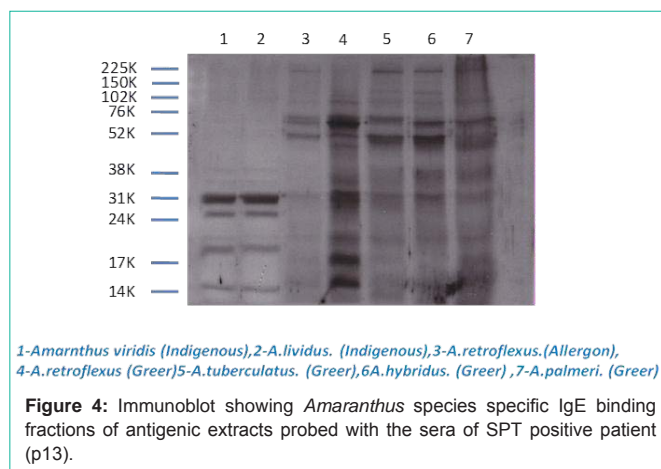 1 2 3 4 5 6 7
225K
150K
102K
76K
52K
38K
31K
24K
17K
14K
1-Amarnthus viridis (Indigenous),2-A.lividus. (Indigenous),3-A.retroflexus.(Allergon),
4-A.retroflexus (Greer)5-A.tuberculatus. (Greer),6A.hybridus. (Greer) ,7-A.palmeri. (Greer)
Figure 4: Immunoblot showing Amaranthus species specific IgE binding
fractions of antigenic extracts probed with the sera of SPT positive patient
(p13).